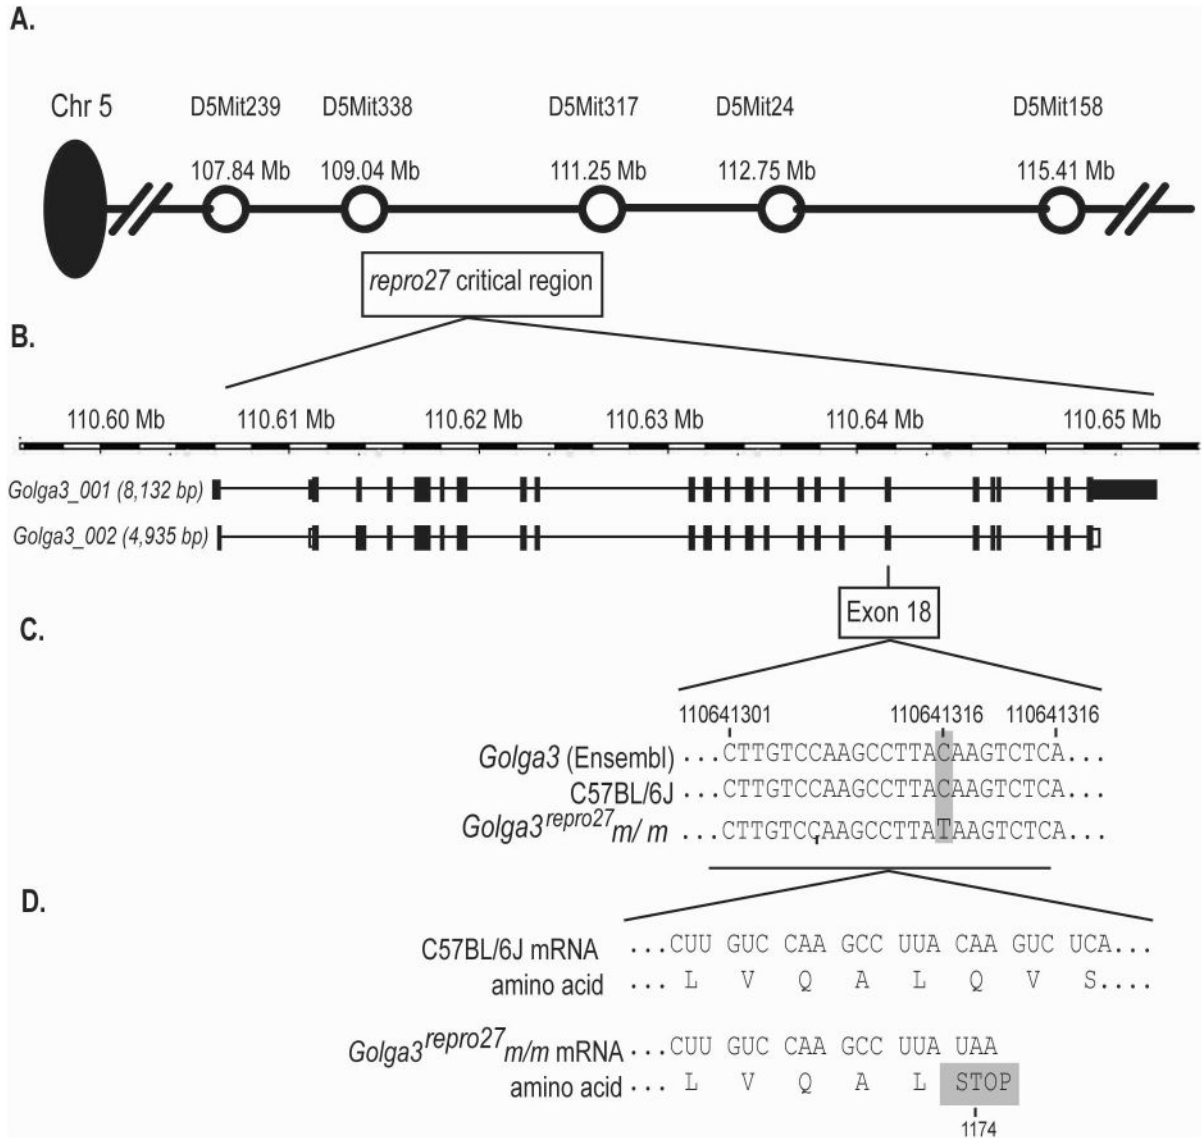 A.
Chr 5 D5Mit239 D5Mit338 D5Mit317 D5Mit24 D5Mit158
107.84 Mb 109.04 Mb 111.25 Mb 112.75 Mb 115.41 Mb
repro27 critical region
B.
110.60 Mb 110.61 Mb 110.62 Mb 110.63 Mb 110.64 Mb 110.65 Mb
Golga3_001 (8,132 bp)
Golga3_002 (4,935 bp)
Exon 18
C.
110641301 110641316 110641316
Golga3 (Ensembl) ...CTTGTCCAAGCCTTACAAGTCTCA...
C57BL/6J ...CTTGTCCAAGCCTTACAAGTCTCA...
Golga3repro27 m/ m ...CTTGTCCAAGCCTTATAAGTCTCA...
D.
C57BL/6J mRNA ...CUU GUC CAA GCC UUA CAA GUC UCA...
amino acid ... L V Q A L Q V S....
Golga3repro27 m/m mRNA ...CUU GUC CAA GCC UUA UAA
amino acid ... L V Q A L STOP
1174